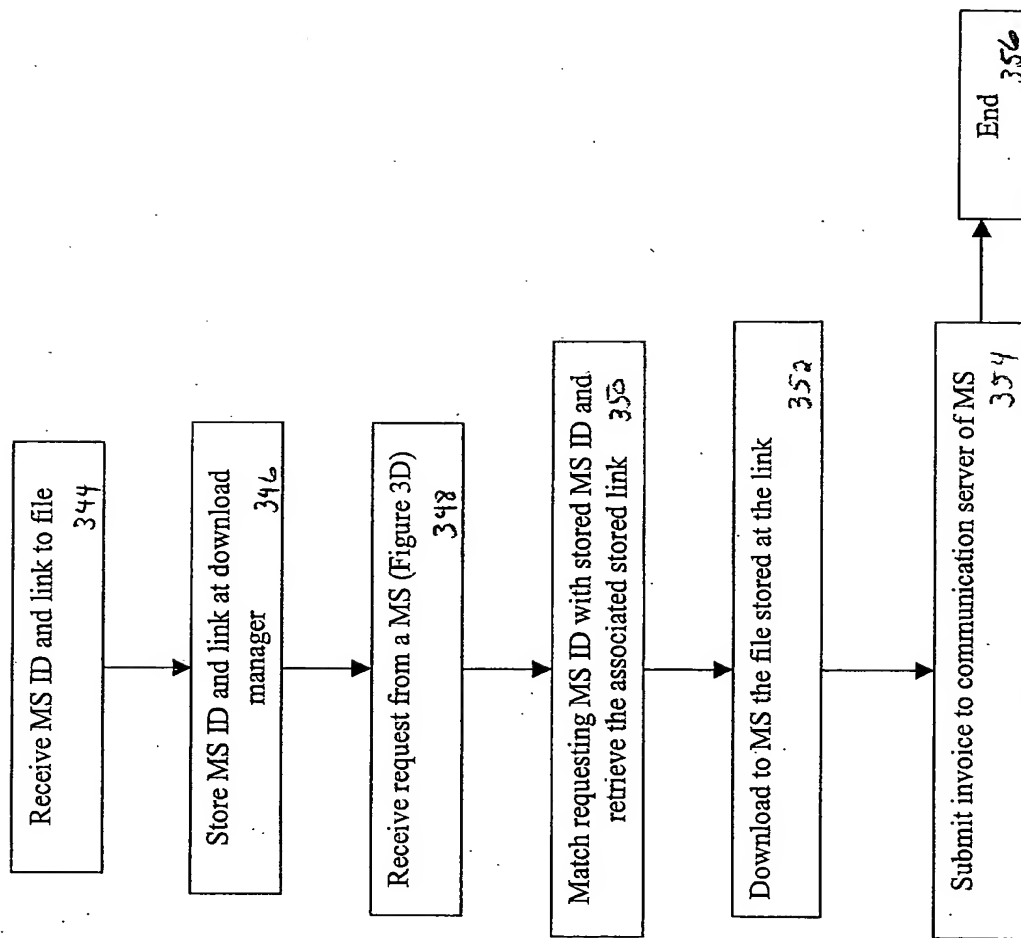 Receive MS ID and link to file
344
Store MS ID and link at download
manager
346
Receive request from a MS (Figure 3D)
348
Match requesting MS ID with stored MS ID and
retrieve the associated stored link 350
Download to MS the file stored at the link
352
Submit invoice to communication server of MS
354
End
356